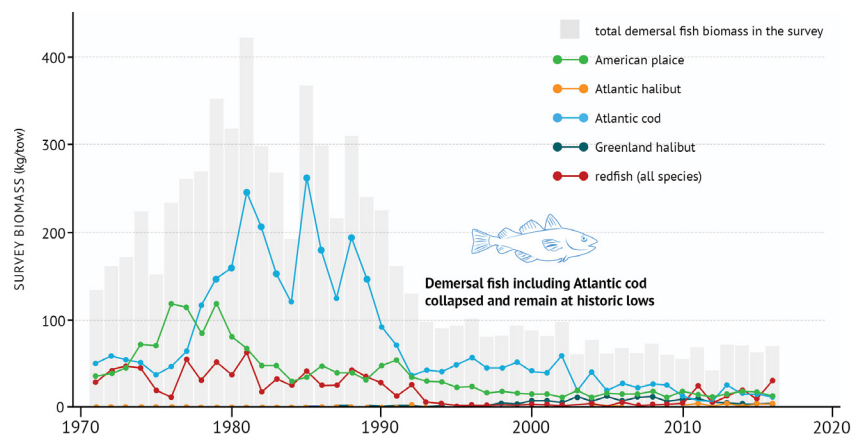 total demersal fish biomass in the survey
400
American plaice
Atlantic halibut
Atlantic cod
300
Greenland halibut
redfish (all species)
SURVEY BIOMASS (kg/tow)
200
Demersal fish including Atlantic cod
collapsed and remain at historic lows
100
0
1970 1980 1990 2000 2010 2020